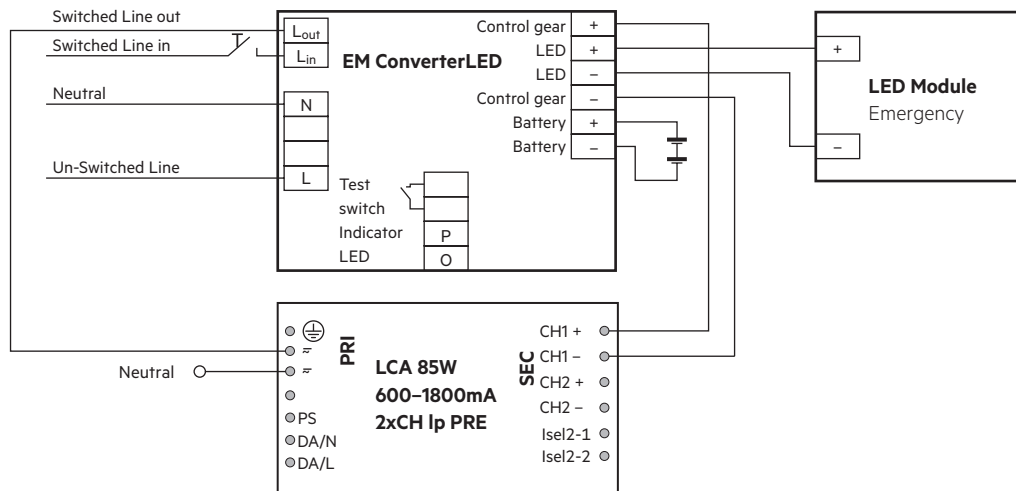 Switched Line out
Switched Line in
Neutral
Un-Switched Line
Lout
Lin
N
L
EM ConverterLED
Control gear +
LED +
LED –
Control gear –
Battery +
Battery –
Test
switch
Indicator P
LED O
+
–
LED Module
Emergency
Neutral
PRI
PS
DA/N
DA/L
LCA 85W
600–1800mA
2xCH lp PRE
SEC
CH1 +
CH1 –
CH2 +
CH2 –
Isel2-1
Isel2-2